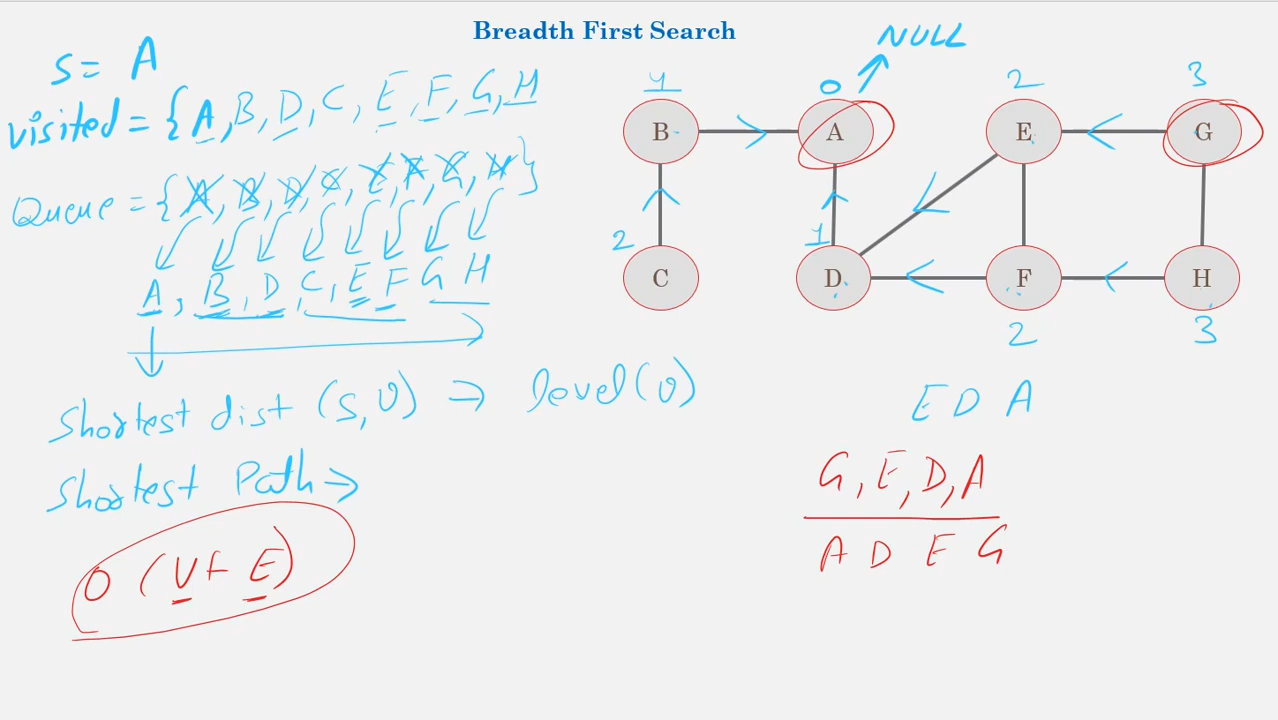 Breadth First Search
NULL
S = A
visited = {A, B, D, C, E, F, G, H
Queue = {A, B, D, C, E, F, G, H}
A, B, D, C, E F G H
Shortest dist (S, V) ⇒ level(v)
Shortest Path ⇒
O (V + E)
1 0 2 3
B A E G
2 1
C D F H
2 3
E D A
G, E, D, A
A D E G